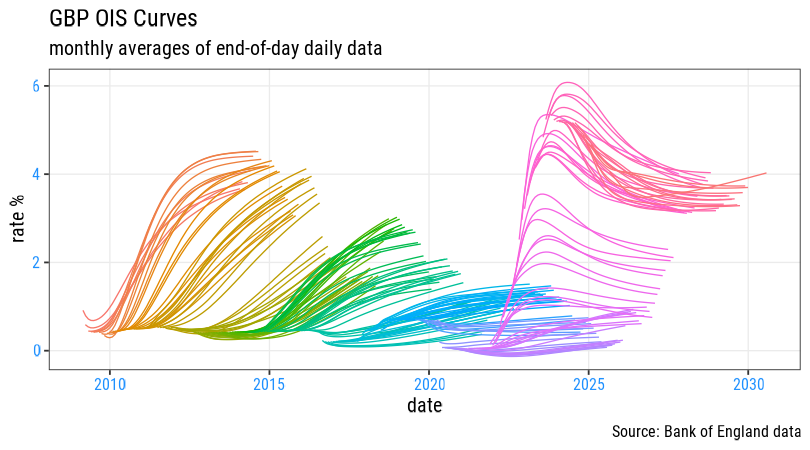 GBP OIS Curves
monthly averages of end-of-day daily data
rate %
6
4
2
0
2010 2015 2020 2025 2030
date
Source: Bank of England data